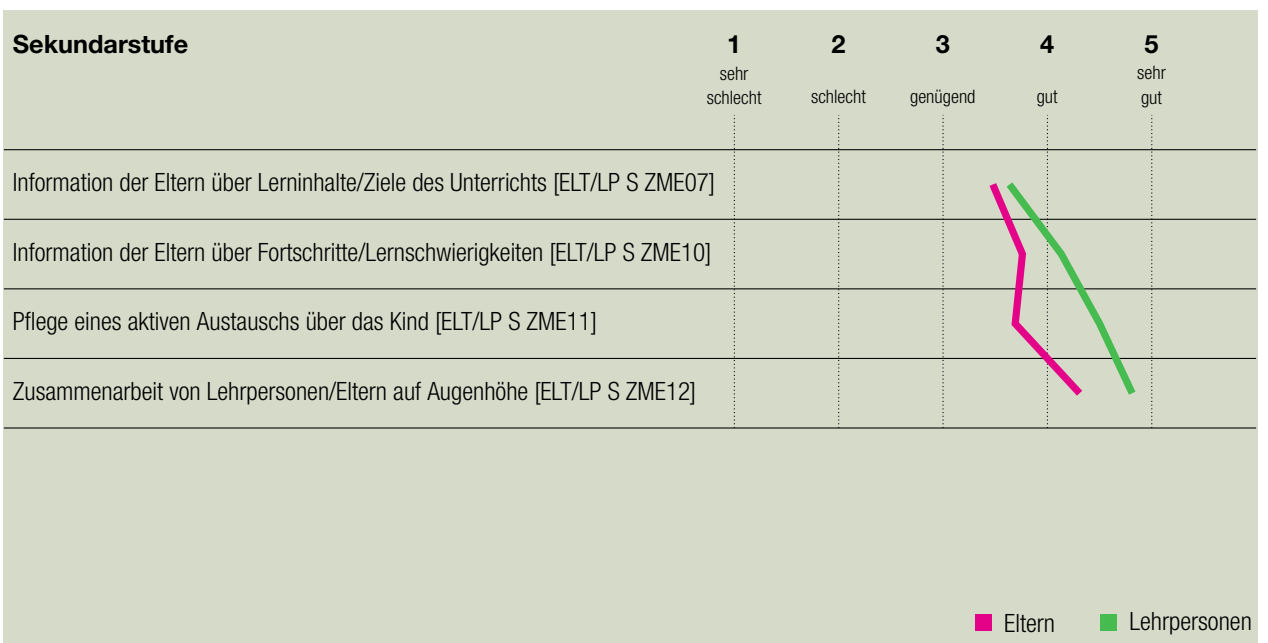 Sekundarstufe 1 2 3 4 5
sehr sehr
schlecht schlecht genügend gut gut
Information der Eltern über Lerninhalte/Ziele des Unterrichts [ELT/LP S ZME07]
Information der Eltern über Fortschritte/Lernschwierigkeiten [ELT/LP S ZME10]
Pflege eines aktiven Austauschs über das Kind [ELT/LP S ZME11]
Zusammenarbeit von Lehrpersonen/Eltern auf Augenhöhe [ELT/LP S ZME12]
Eltern Lehrpersonen